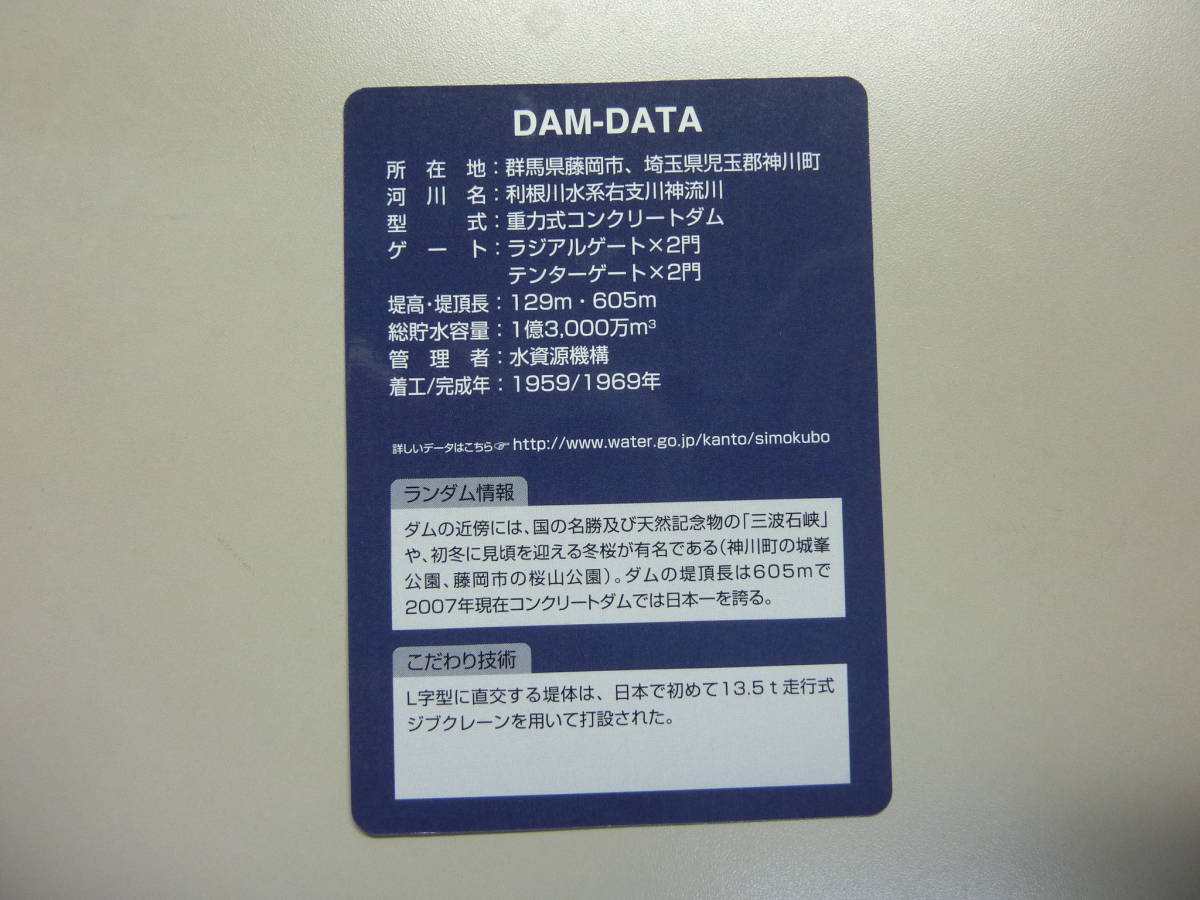 DAM-DATA
所在地：群馬県藤岡市、埼玉県児玉郡神川町
河川名：利根川水系右支川神流川
型式：重力式コンクリートダム
ゲート：ラジアルゲート×2門
テンターゲート×2門
堤高・堤頂長：129m・605m
総貯水容量：1億3,000万m³
管理者：水資源機構
着工/完成年：1959/1969年
詳しいデータはこちら☞http://www.water.go.jp/kanto/simokubo
ランダム情報
ダムの近傍には、国の名勝及び天然記念物の「三波石峡」
や、初冬に見頃を迎える冬桜が有名である（神川町の城峯
公園、藤岡市の桜山公園）。ダムの堤頂長は605mで
2007年現在コンクリートダムでは日本一を誇る。
こだわり技術
L字型に直交する堤体は、日本で初めて13.5ｔ走行式
ジブクレーンを用いて打設された。